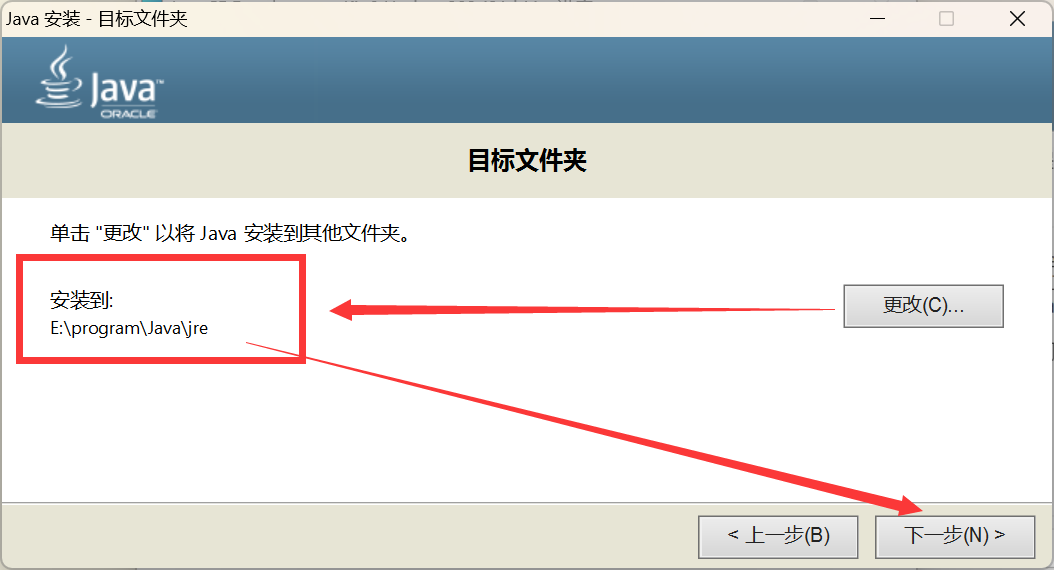 Java 安装 - 目标文件夹
Java™
ORACLE
目标文件夹
单击 "更改" 以将 Java 安装到其他文件夹。
安装到:
更改(C)...
E:\program\Java\jre
< 上一步(B)
下一步(N) >